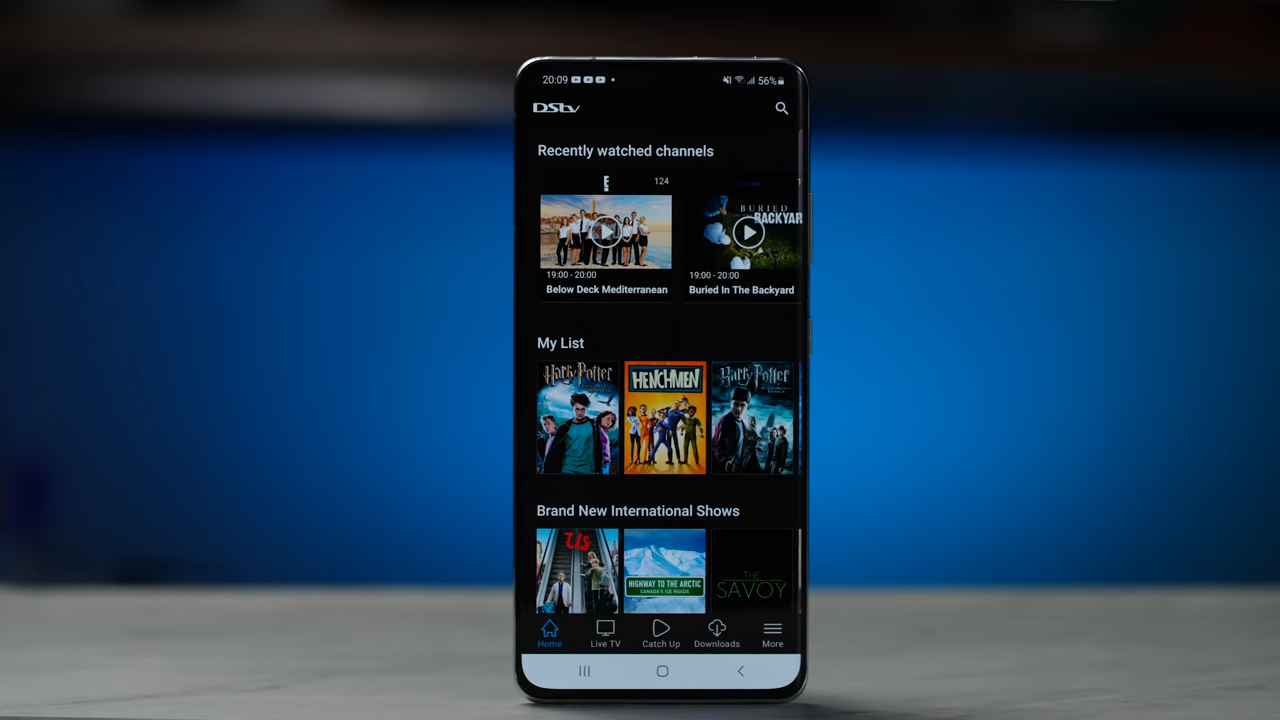 20:09
56%
DStv
Recently watched channels
E
124
BURIED
BACKYAR
19:00 - 20:00
Below Deck Mediterranean
19:00 - 20:00
Buried In The Backyard
My List
Harry Potter
HENCHMEN
Harry Potter
Brand New International Shows
Us
HIGHWAY TO THE ARCTIC
CANADA'S ICE ROADS
THE
SAVOY
Home
Live TV
Catch Up
Downloads
More